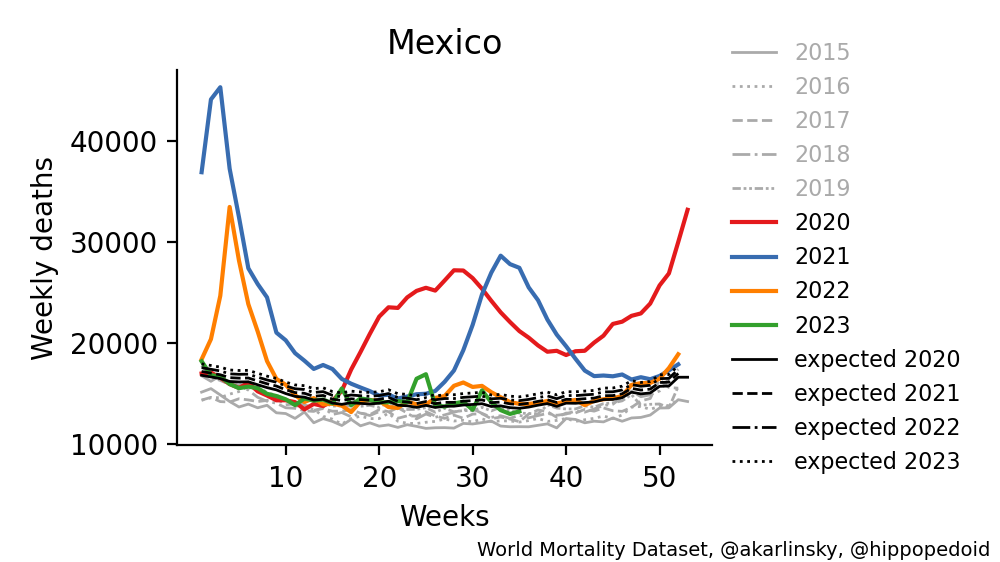 Mexico
Weekly deaths
40000
30000
20000
10000
10 20 30 40 50
Weeks
2015
2016
2017
2018
2019
2020
2021
2022
2023
expected 2020
expected 2021
expected 2022
expected 2023
World Mortality Dataset, @akarlinsky, @hippopedoid